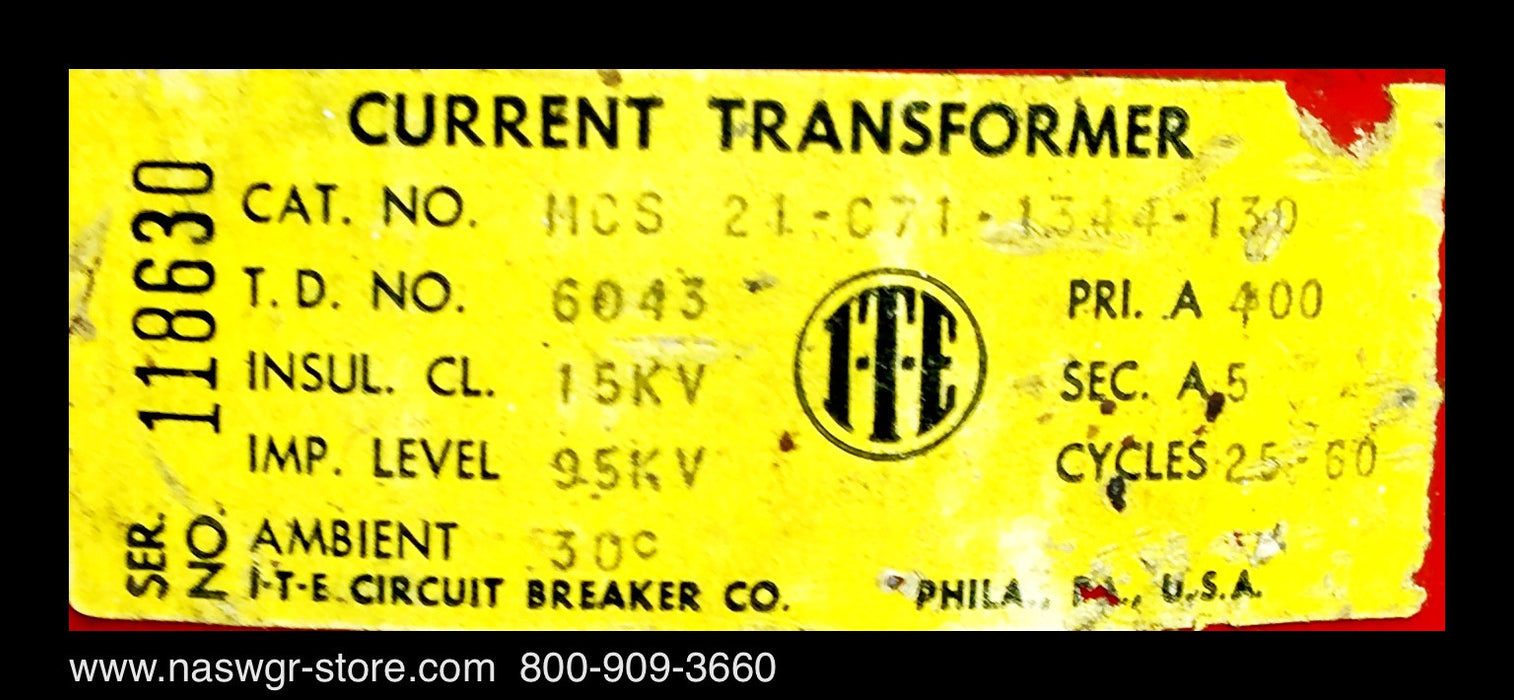 CURRENT TRANSFORMER
CAT. NO. MCS 21-C71-1344-130
T. D. NO. 6043
PRI. A 400
INSUL. CL. 15KV
SEC. A 5
IMP. LEVEL 95KV
CYCLES 25-60
AMBIENT 30°
I-T-E CIRCUIT BREAKER CO. PHILA., PA., U.S.A.
SER. NO. 118630
I·T·E
www.naswgr-store.com 800-909-3660